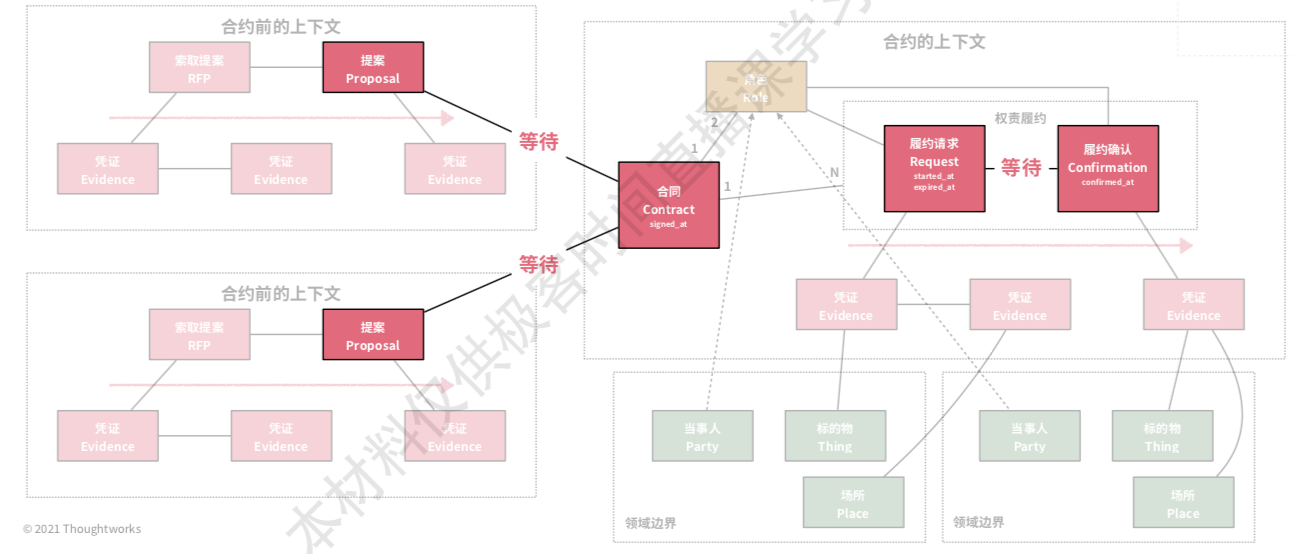 合约前的上下文
索取提案
RFP
提案
Proposal
等待
凭证
Evidence
凭证
Evidence
凭证
Evidence
合约前的上下文
索取提案
RFP
提案
Proposal
等待
凭证
Evidence
凭证
Evidence
凭证
Evidence
合约的上下文
角色
Role
2
1
合同
Contract
signed_at
1
N
权责履约
履约请求
Request
started_at
expired_at
等待
履约确认
Confirmation
confirmed_at
凭证
Evidence
凭证
Evidence
凭证
Evidence
当事人
Party
标的物
Thing
场所
Place
领域边界
当事人
Party
标的物
Thing
场所
Place
领域边界
© 2021 Thoughtworks
本材料仅供极客时间直播课学习